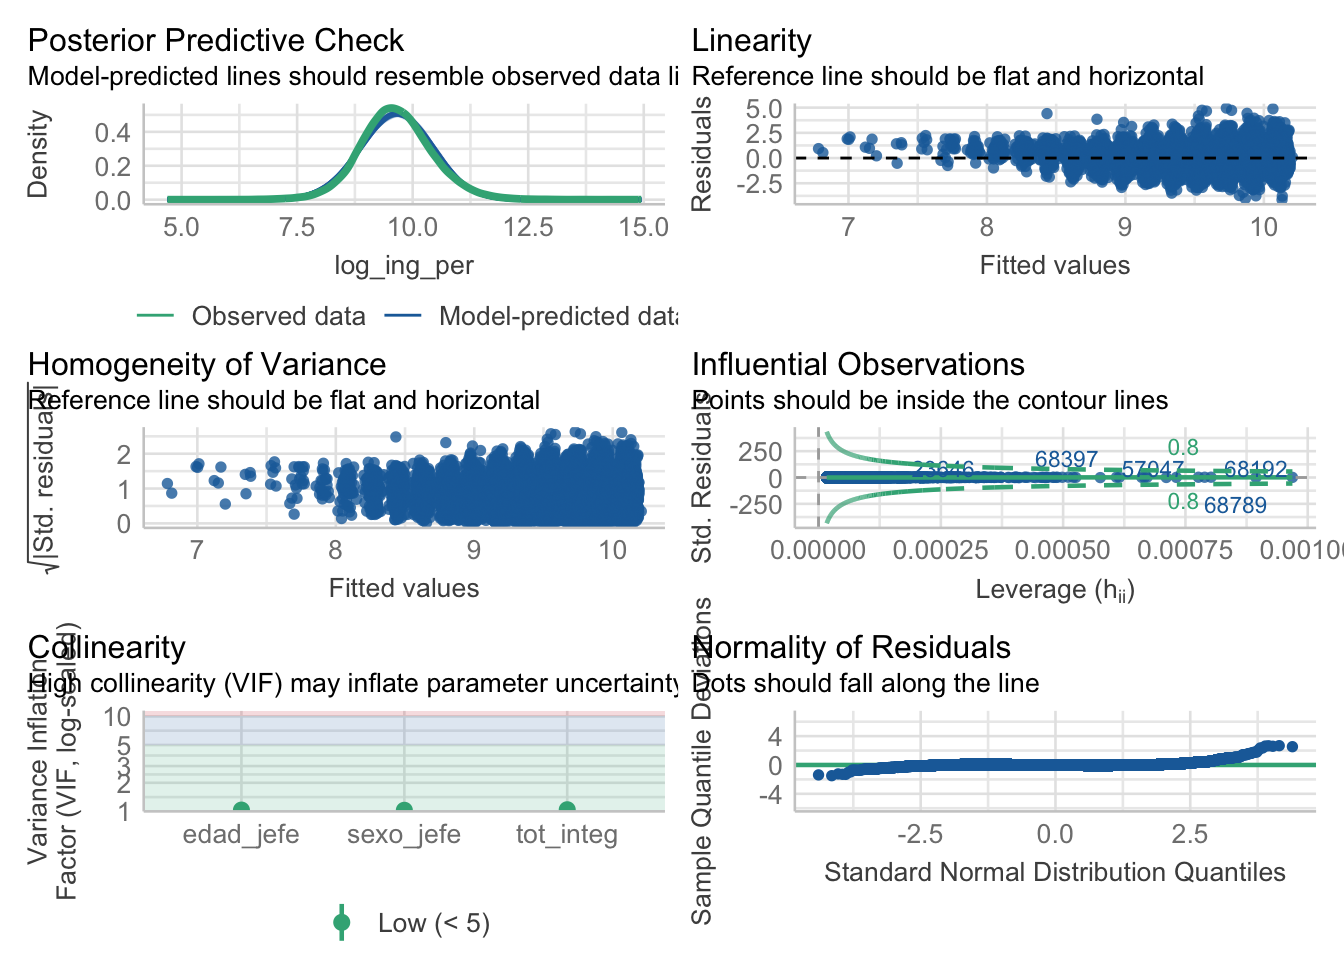 Posterior Predictive Check
Model-predicted lines should resemble observed data li
Density
0.4
0.2
0.0
5.0 7.5 10.0 12.5 15.0
log_ing_per
Observed data Model-predicted data
Linearity
Reference line should be flat and horizontal
Residuals
5.0
2.5
0.0
-2.5
7 8 9 10
Fitted values
Homogeneity of Variance
Reference line should be flat and horizontal
√|Std. residuals|
2
1
0
7 8 9 10
Fitted values
Influential Observations
Points should be inside the contour lines
Std. Residuals
250
0
-250
0.8
68397
23646 57047 68192
0.8 68789
0.00000 0.00025 0.00050 0.00075 0.00100
Leverage (hii)
Collinearity
High collinearity (VIF) may inflate parameter uncertainty
Variance Inflation
Factor (VIF, log-scaled)
10
5
3
2
1
edad_jefe sexo_jefe tot_integ
Low (< 5)
Normality of Residuals
Dots should fall along the line
Sample Quantile Deviations
4
0
-4
-2.5 0.0 2.5
Standard Normal Distribution Quantiles